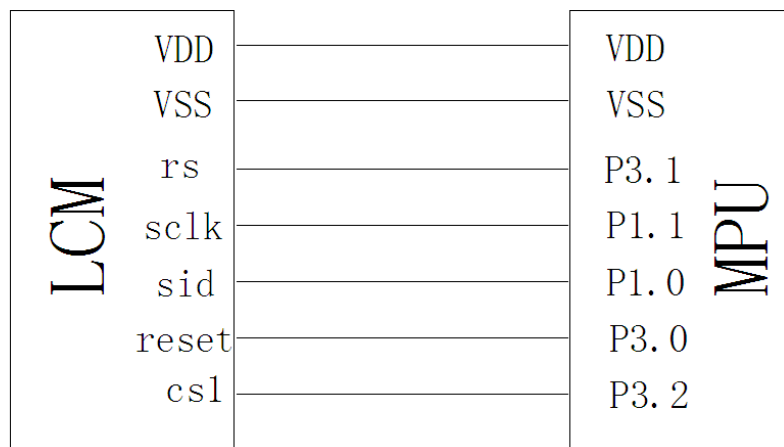 VDD VDD
VSS VSS
rs P3.1
sclk P1.1
sid P1.0
reset P3.0
cs1 P3.2
LCM
MPU